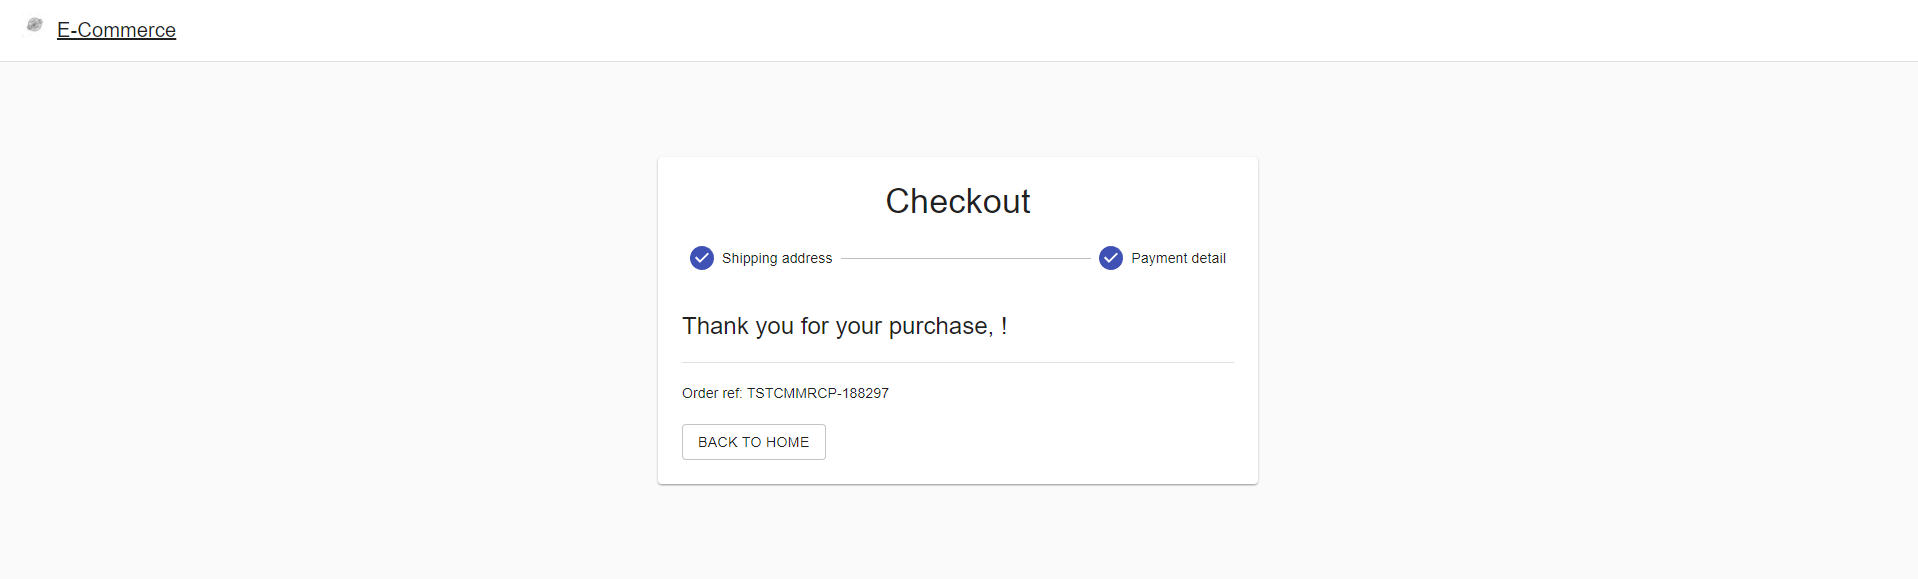 E-Commerce
Checkout
Shipping address
Payment detail
Thank you for your purchase, !
Order ref: TSTCMMRCP-188297
BACK TO HOME